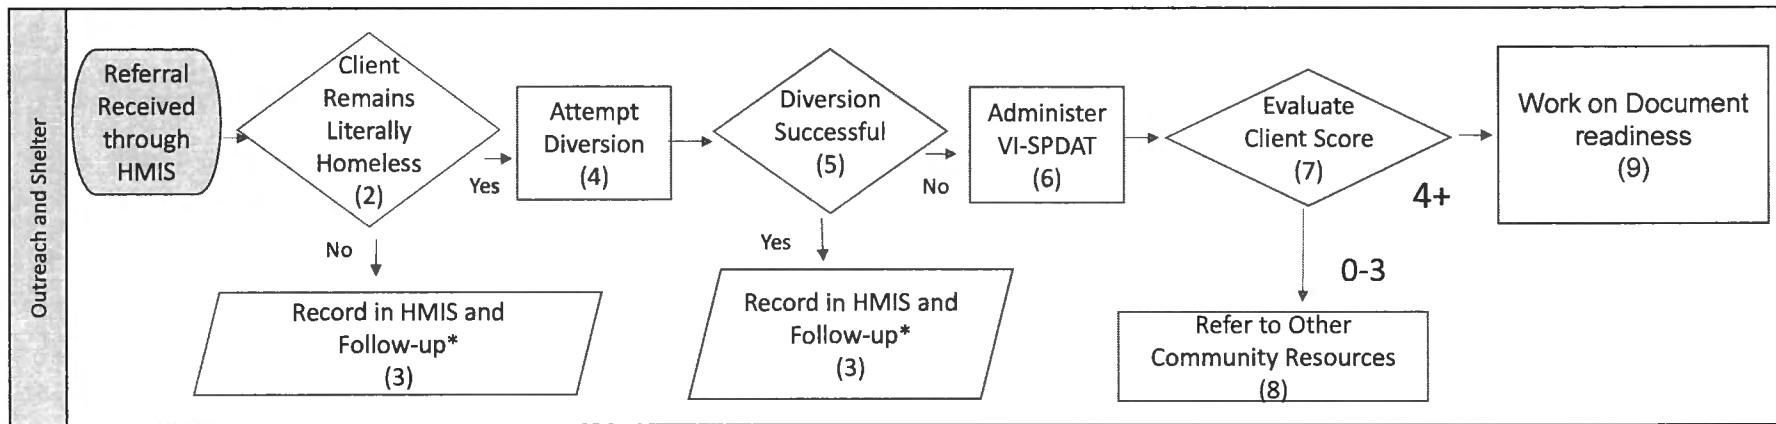 Outreach and Shelter
Referral
Received
through
HMIS
Client
Remains
Literally
Homeless
(2)
Yes
No
Record in HMIS and
Follow-up*
(3)
Attempt
Diversion
(4)
Diversion
Successful
(5)
No
Yes
Record in HMIS and
Follow-up*
(3)
Administer
VI-SPDAT
(6)
Evaluate
Client Score
(7)
4+
0-3
Refer to Other
Community Resources
(8)
Work on Document
readiness
(9)